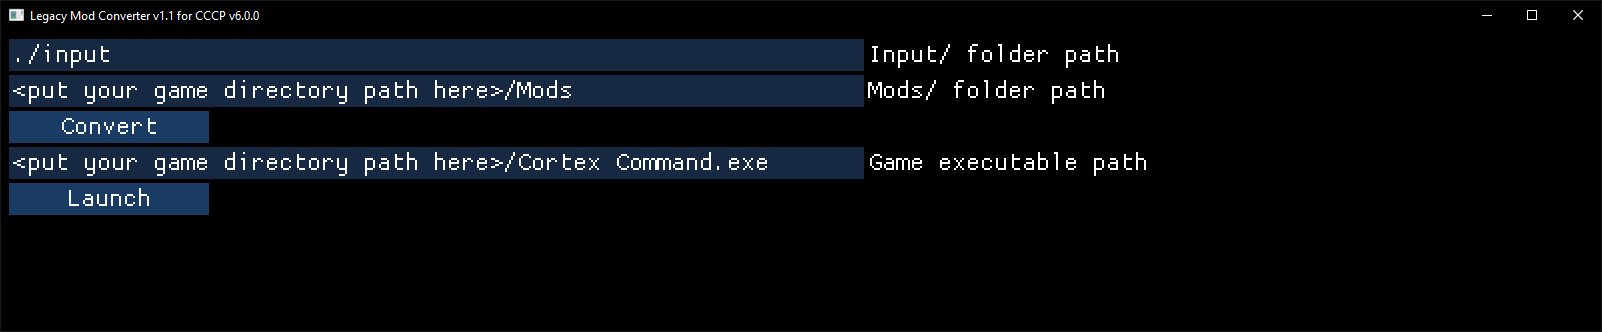 Legacy Mod Converter v1.1 for CCCP v6.0.0
./input Input/ folder path
<put your game directory path here>/Mods Mods/ folder path
Convert
<put your game directory path here>/Cortex Command.exe Game executable path
Launch